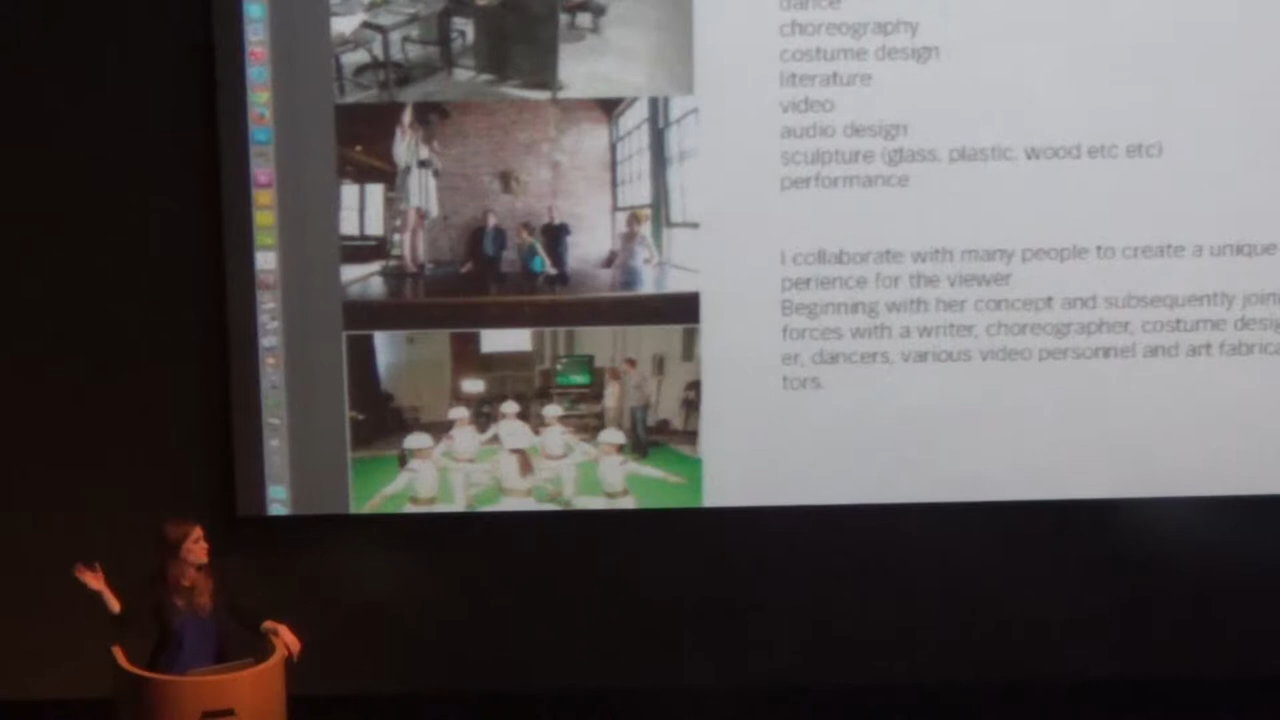 dance
choreography
costume design
literature
video
audio design
sculpture (glass, plastic, wood etc etc)
performance
I collaborate with many people to create a unique
perience for the viewer
Beginning with her concept and subsequently join
forces with a writer, choreographer, costume desig
er, dancers, various video personnel and art fabrica
tors.